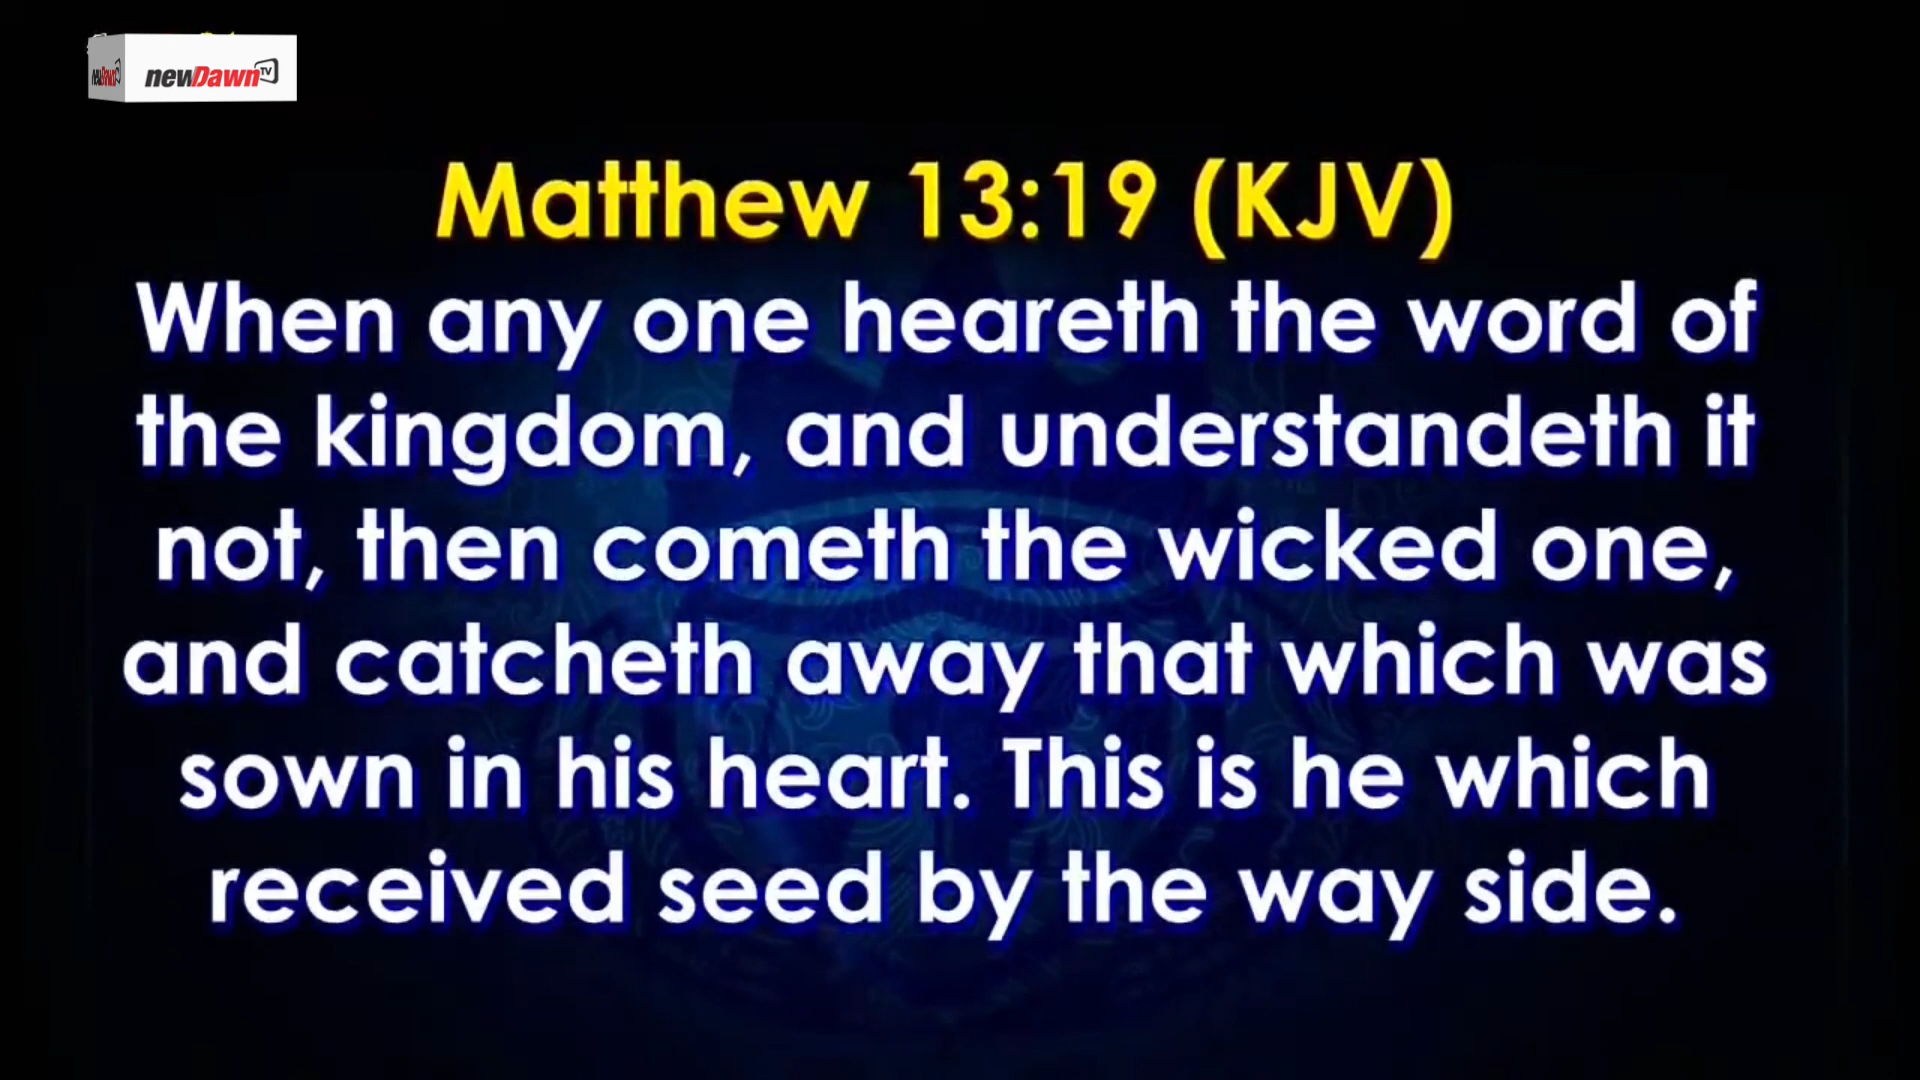 newDawn TV
Matthew 13:19 (KJV)
When any one heareth the word of
the kingdom, and understandeth it
not, then cometh the wicked one,
and catcheth away that which was
sown in his heart. This is he which
received seed by the way side.